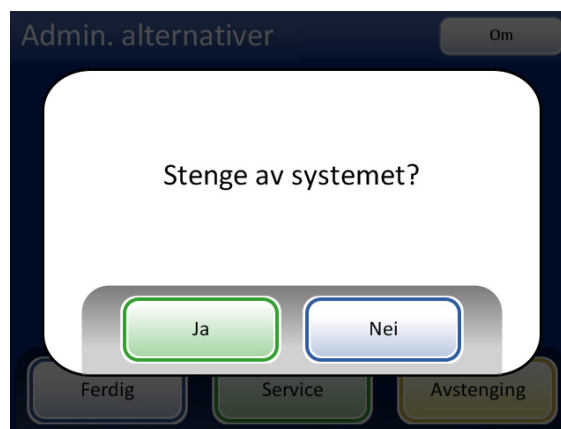 Admin. alternativer
Om
Stenge av systemet?
Ja
Nei
Ferdig
Service
Avstenging